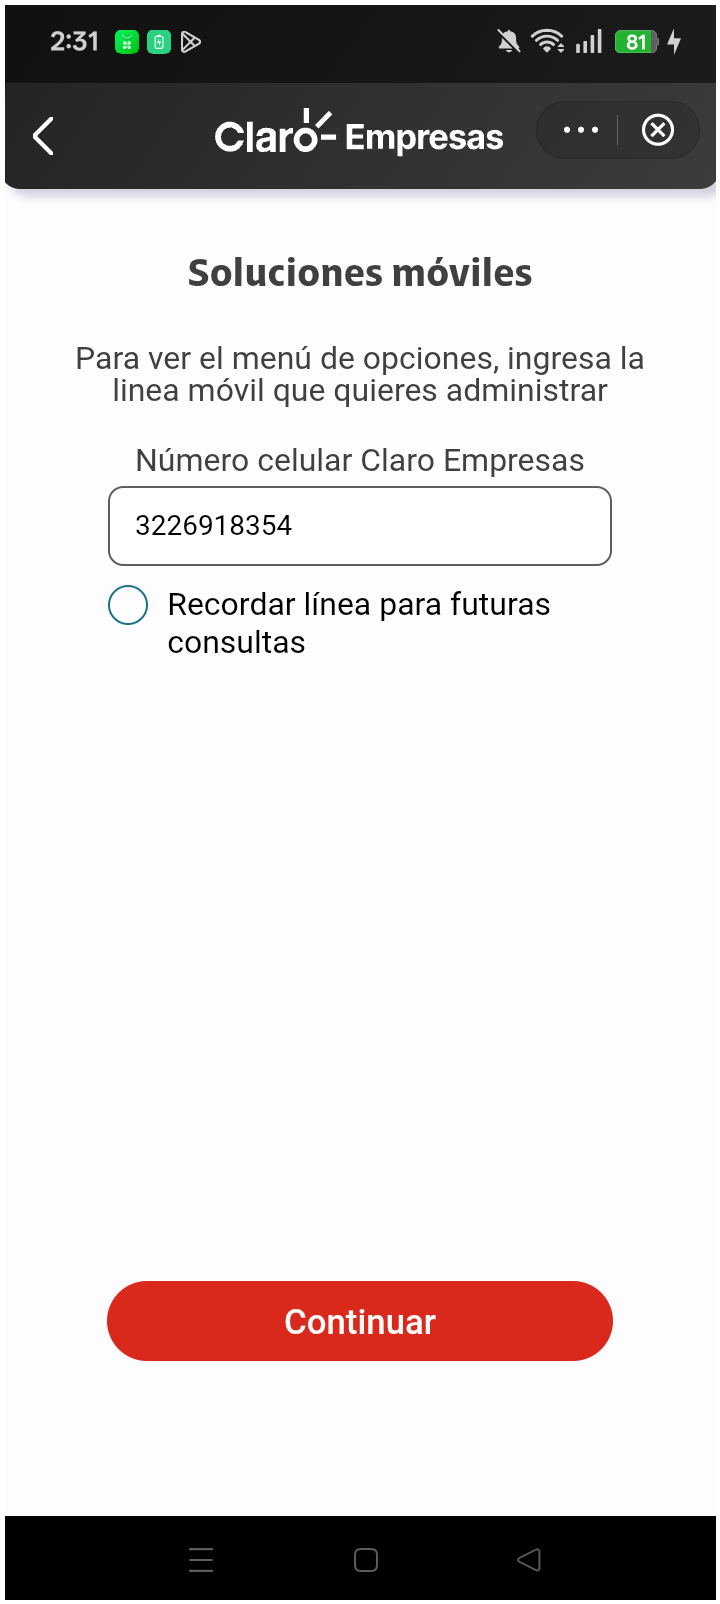 2:31
81
Claro Empresas
Soluciones móviles
Para ver el menú de opciones, ingresa la
linea móvil que quieres administrar
Número celular Claro Empresas
3226918354
Recordar línea para futuras
consultas
Continuar